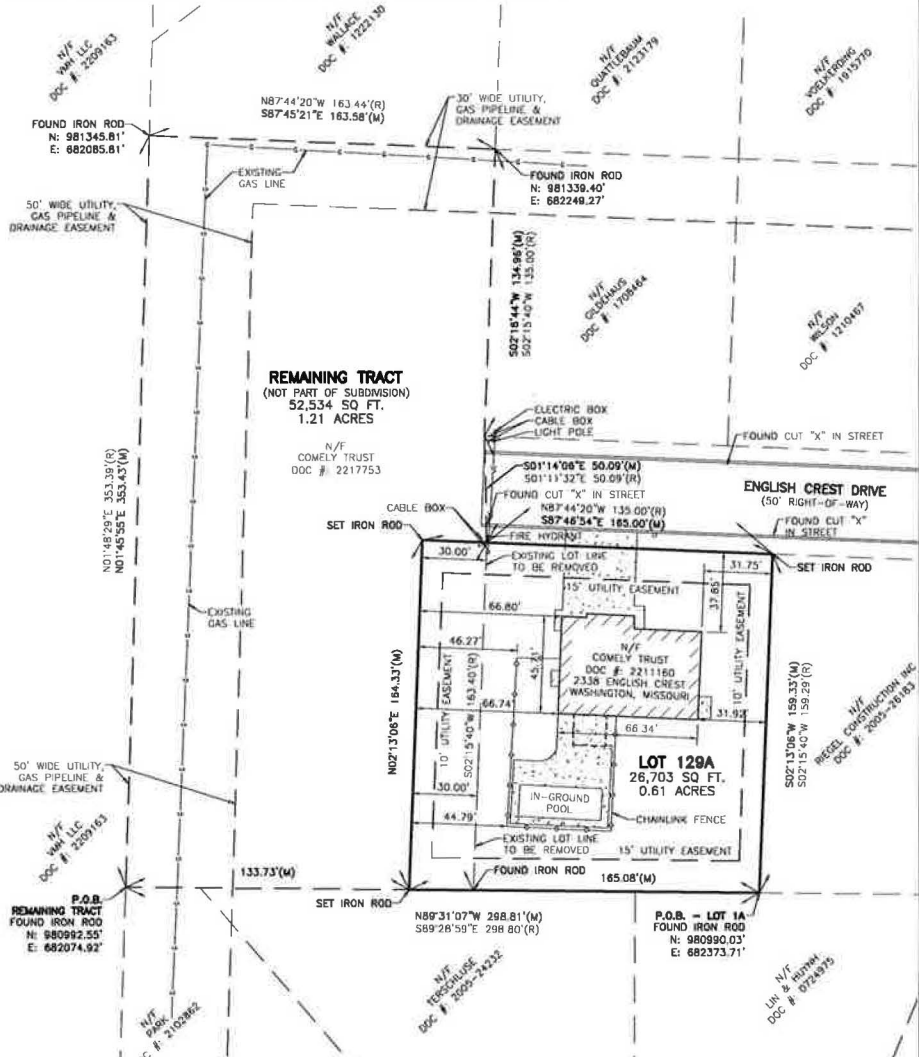 N/F
VMH LLC
DOC #: 2209163
N/F
WALLACE
DOC #: 1222130
N/F
QUATTLEBAUM
DOC #: 2123179
N/F
VOELKERDING
DOC #: 1915770
N87°44'20"W 163.44'(R)
S87°45'21"E 163.58'(M)
30' WIDE UTILITY,
GAS PIPELINE &
DRAINAGE EASEMENT
FOUND IRON ROD
N: 981345.81'
E: 682085.81'
EXISTING
GAS LINE
FOUND IRON ROD
N: 981339.40'
E: 682249.27'
50' WIDE UTILITY,
GAS PIPELINE &
DRAINAGE EASEMENT
S02°16'44"W 134.96'(M)
S02°15'40"W 135.00'(R)
N/F
GILDEHAUS
DOC #: 1708464
N/F
WILSON
DOC #: 1210467
REMAINING TRACT
(NOT PART OF SUBDIVISION)
52,534 SQ FT.
1.21 ACRES
N/F
COMELY TRUST
DOC #: 2217753
ELECTRIC BOX
CABLE BOX
LIGHT POLE
FOUND CUT "X" IN STREET
S01°14'06"E 50.09'(M)
S01°11'32"E 50.09'(R)
ENGLISH CREST DRIVE
(50' RIGHT-OF-WAY)
FOUND CUT "X" IN STREET
N87°44'20"W 135.00'(R)
S87°46'54"E 165.00'(M)
FOUND CUT "X"
IN STREET
CABLE BOX
SET IRON ROD
FIRE HYDRANT
N01°48'29"E 353.39'(R)
N01°45'55"E 353.43'(M)
30.00'
EXISTING LOT LINE
TO BE REMOVED
31.75'
SET IRON ROD
15' UTILITY EASEMENT
37.65'
66.80'
EXISTING
GAS LINE
46.27'
45.71'
N/F
COMELY TRUST
DOC #: 2211160
2338 ENGLISH CREST
WASHINGTON, MISSOURI
10' UTILITY EASEMENT
N02°13'06"E 164.33'(M)
10' UTILITY EASEMENT
S02°15'40"W 163.40'(R)
66.74'
31.92'
66.34'
S02°13'06"W 159.33'(M)
S02°15'40"W 159.29'(R)
N/F
RIEGEL CONSTRUCTION INC
DOC #: 2005-26183
LOT 129A
26,703 SQ FT.
0.61 ACRES
50' WIDE UTILITY,
GAS PIPELINE &
DRAINAGE EASEMENT
30.00'
IN-GROUND
POOL
44.79'
CHAINLINK FENCE
EXISTING LOT LINE
TO BE REMOVED
15' UTILITY EASEMENT
N/F
VMH LLC
DOC #: 2209163
133.73'(M)
FOUND IRON ROD
165.08'(M)
P.O.B.
REMAINING TRACT
FOUND IRON ROD
N: 980992.55'
E: 682074.92'
SET IRON ROD
N89°31'07"W 298.81'(M)
S89°28'59"E 298.80'(R)
P.O.B. - LOT 1A
FOUND IRON ROD
N: 980990.03'
E: 682373.71'
N/F
TERSCHLUSE
DOC #: 2005-24232
N/F
LIN & HUYNH
DOC #: 0724975
N/F
PARK
C #: 2102862